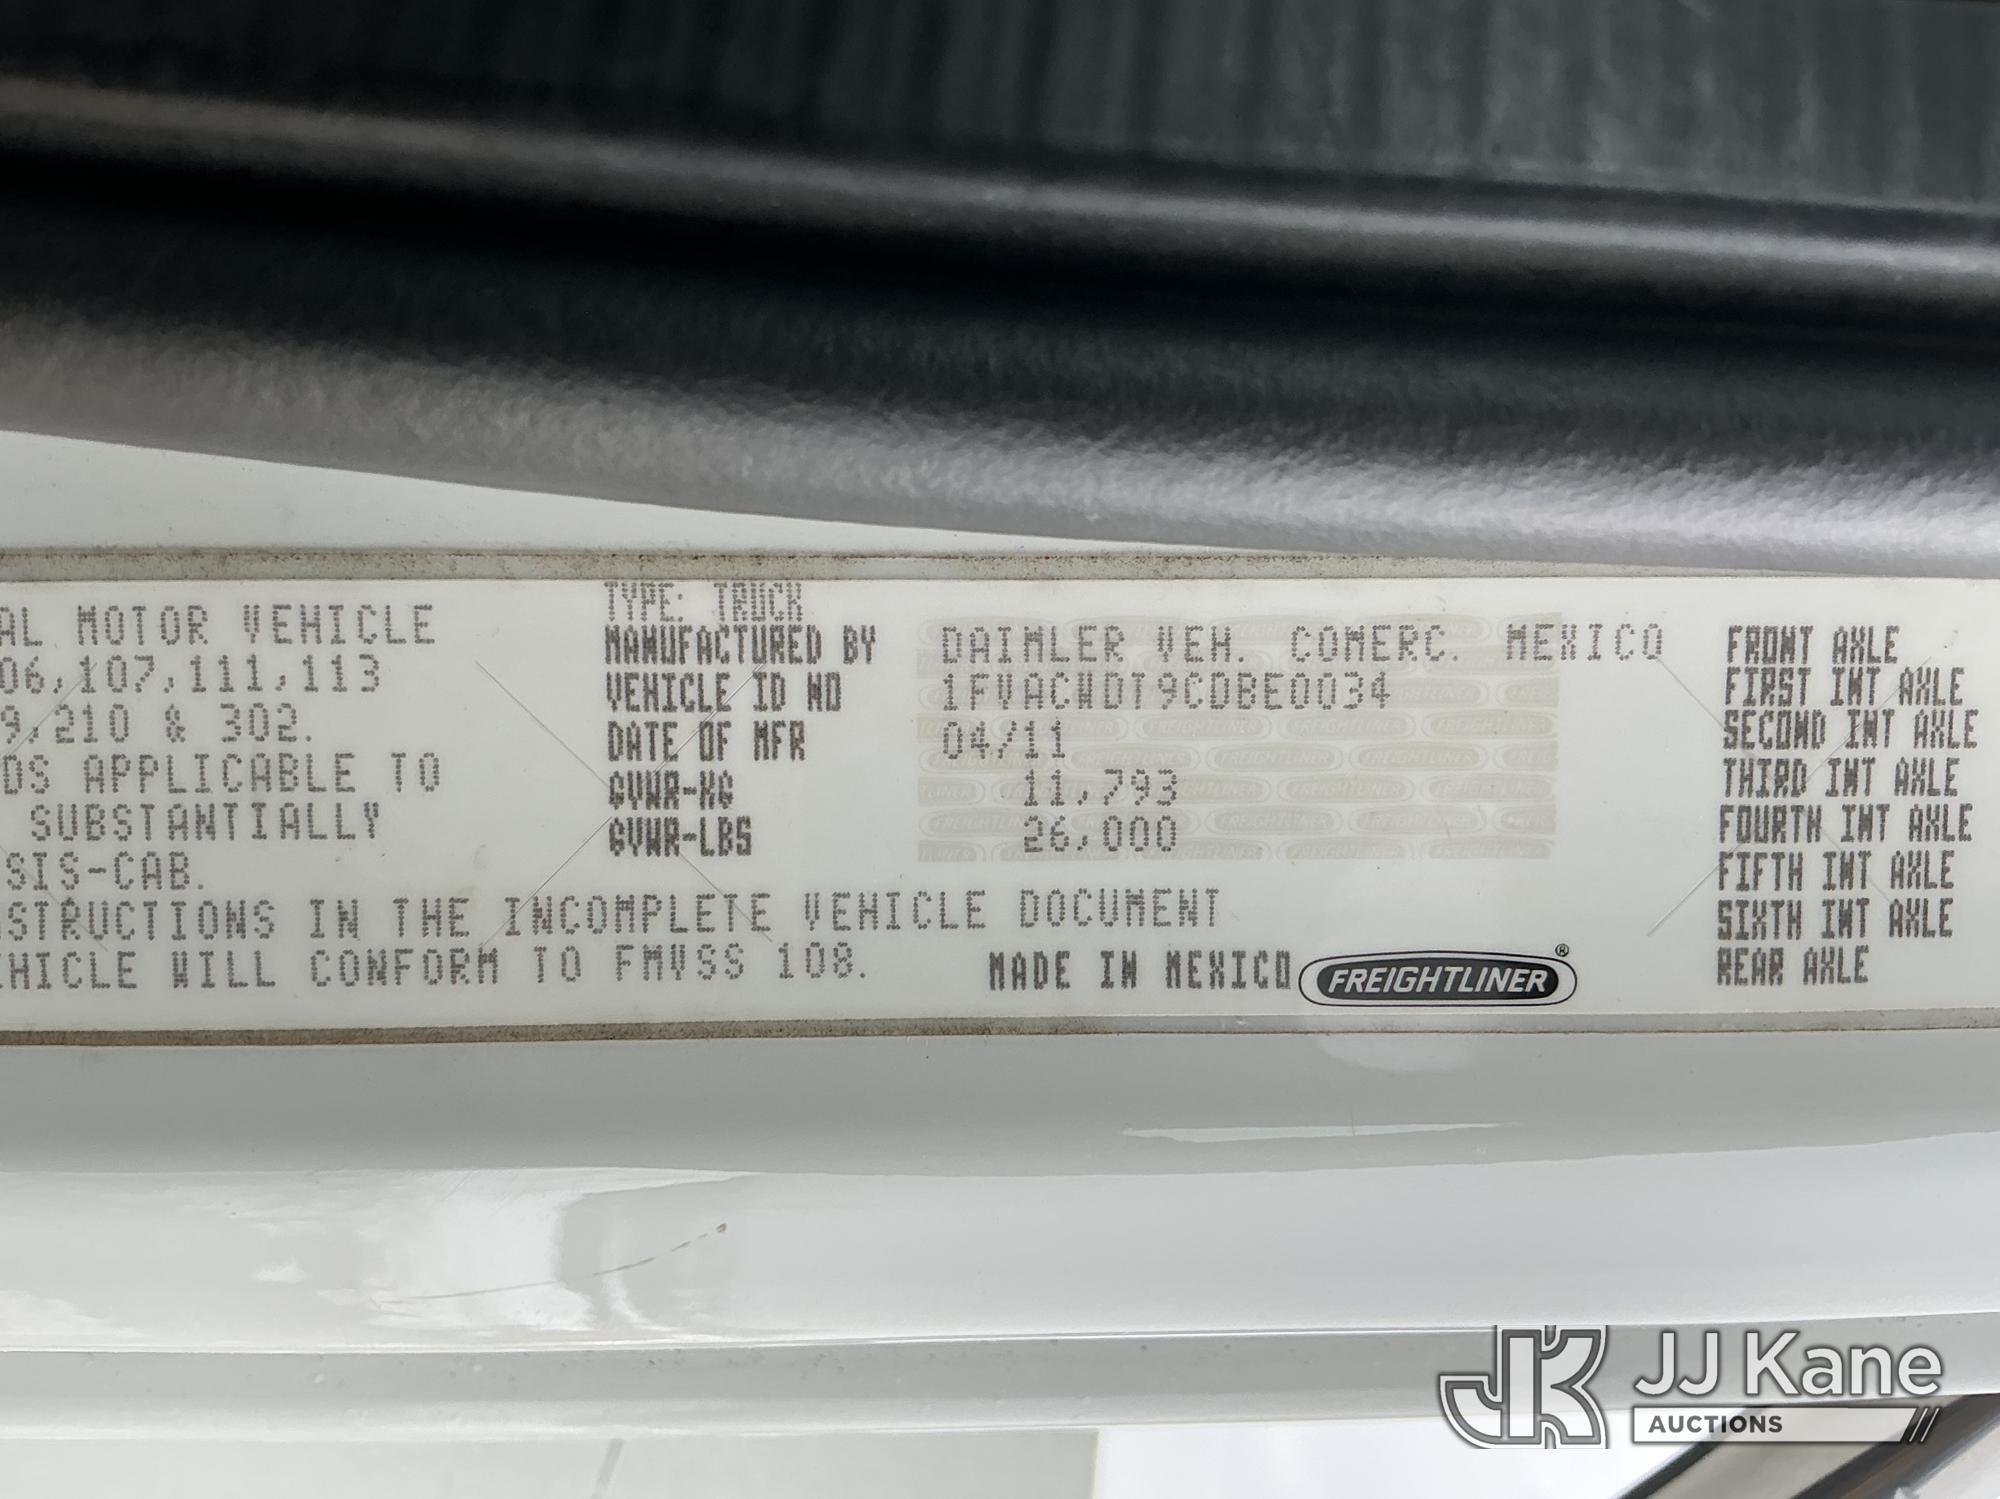 AL MOTOR VEHICLE
06,107,111,113
9,210 & 302.
DS APPLICABLE TO
SUBSTANTIALLY
SIS-CAB.
STRUCTIONS IN THE INCOMPLETE VEHICLE DOCUMENT
HICLE WILL CONFORM TO FMVSS 108.
TYPE: TRUCK
MANUFACTURED BY DAIMLER VEH. COMERC. MEXICO
VEHICLE ID NO 1FVACWDT9CDBE0034
DATE OF MFR 04/11
GVWR-KG 11,793
GVWR-LBS 26,000
MADE IN MEXICO FREIGHTLINER®
FRONT AXLE
FIRST INT AXLE
SECOND INT AXLE
THIRD INT AXLE
FOURTH INT AXLE
FIFTH INT AXLE
SIXTH INT AXLE
REAR AXLE
JK JJ Kane
AUCTIONS